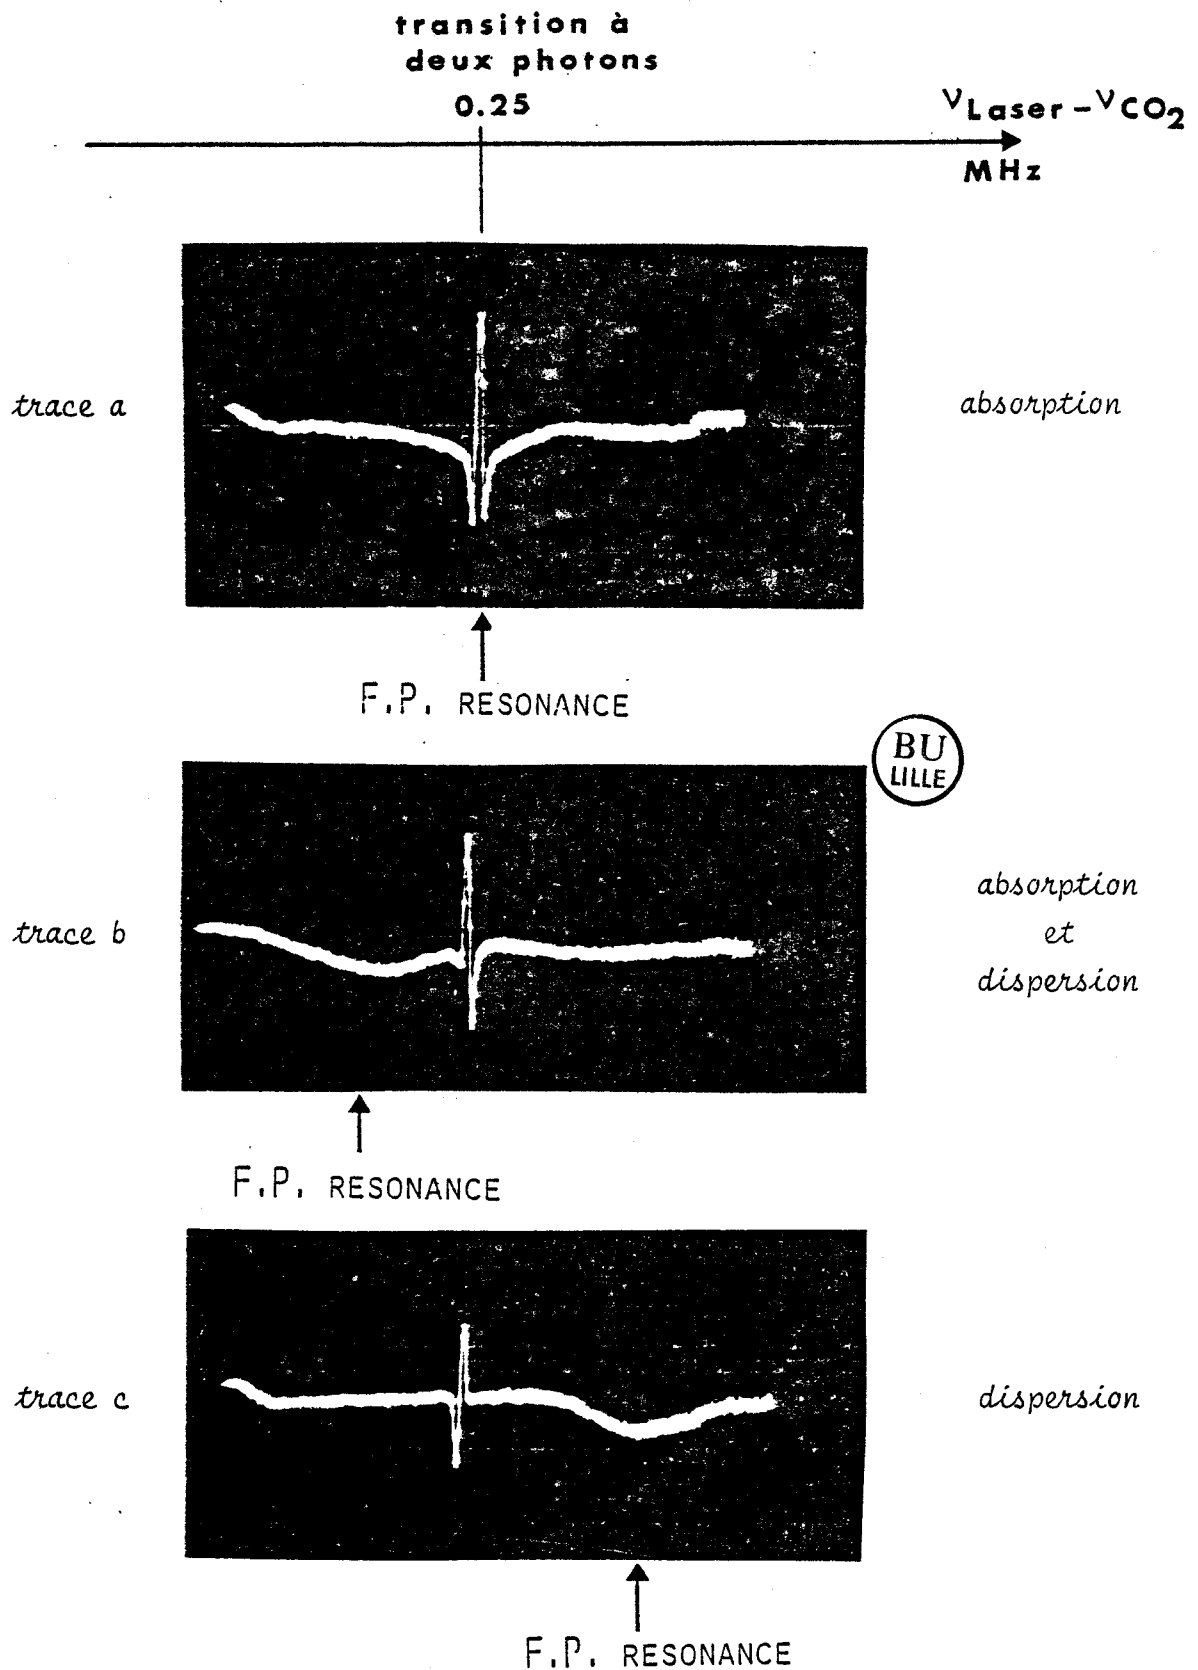 transition à
deux photons
0.25
νLaser – νCO2
MHz
trace a
absorption
F.P. RESONANCE
BU
LILLE
trace b
absorption
et
dispersion
F.P. RESONANCE
trace c
dispersion
F.P. RESONANCE